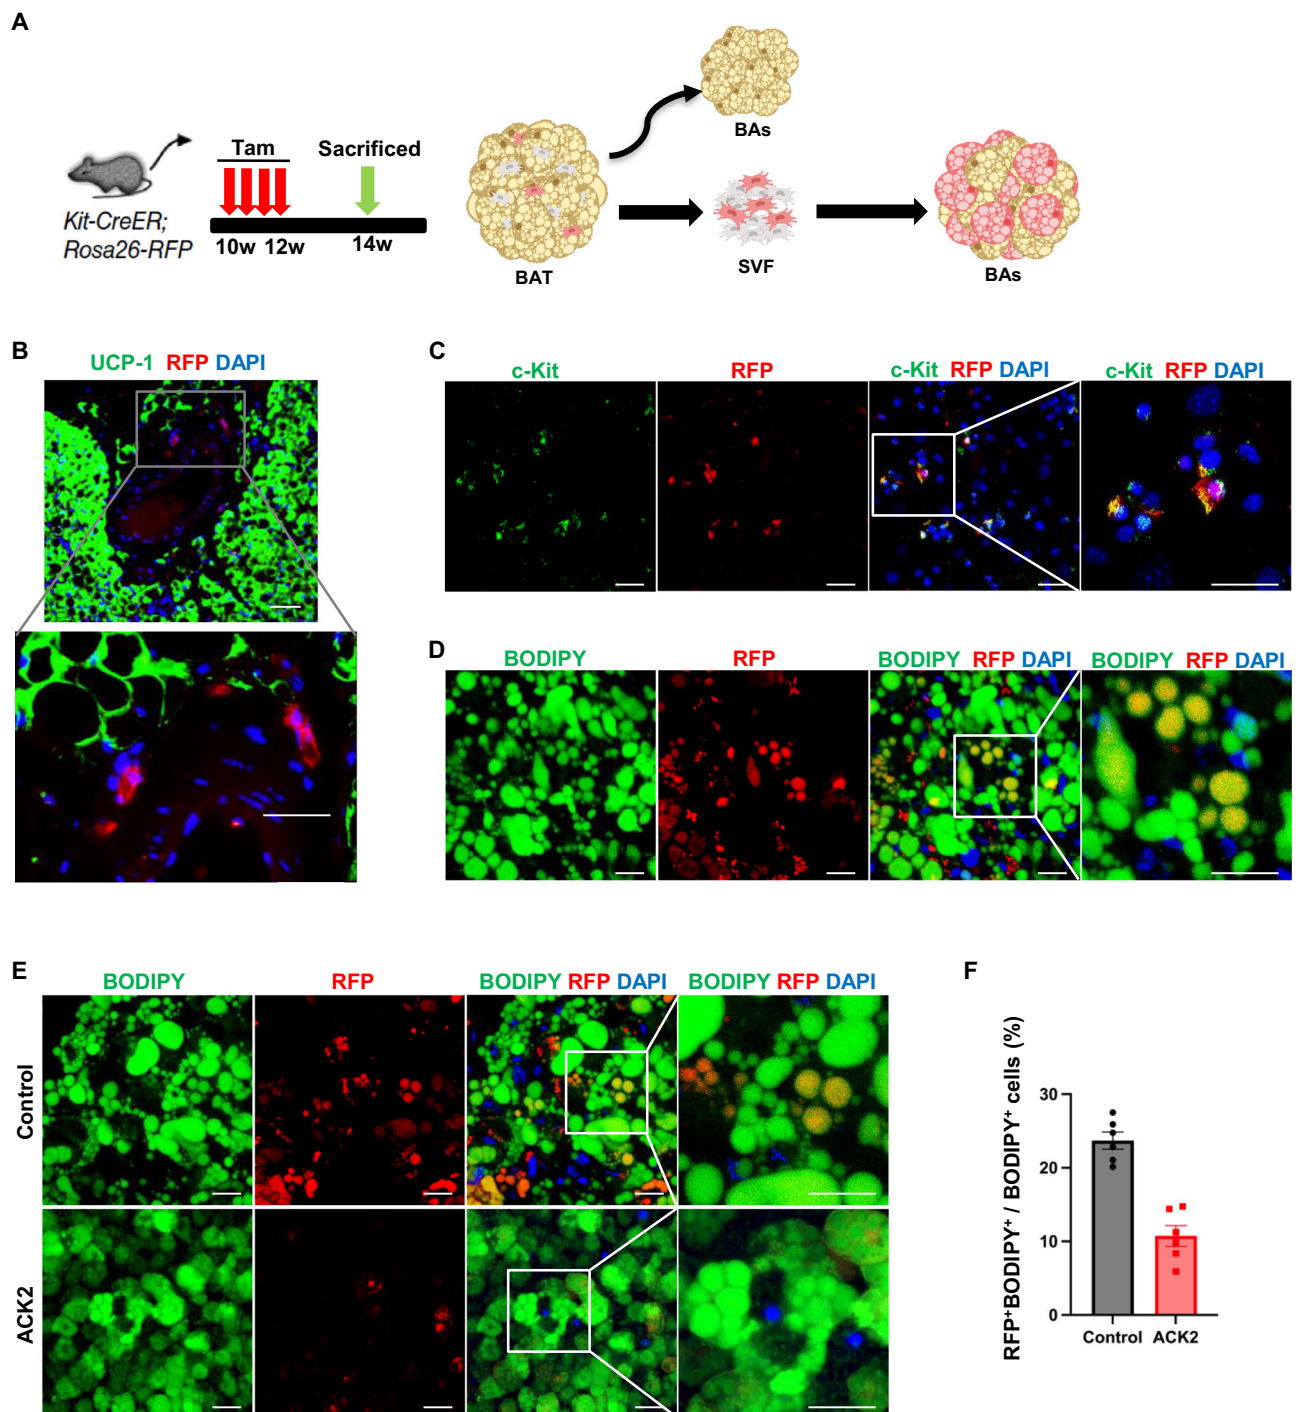 A
Tam
Sacrificed
Kit-CreER;
Rosa26-RFP
10w 12w
14w
BAT
BAs
SVF
BAs
B
UCP-1 RFP DAPI
C
c-Kit
RFP
c-Kit RFP DAPI
c-Kit RFP DAPI
D
BODIPY
RFP
BODIPY RFP DAPI
BODIPY RFP DAPI
E
BODIPY
RFP
BODIPY RFP DAPI
BODIPY RFP DAPI
Control
ACK2
F
RFP⁺BODIPY⁺ / BODIPY⁺ cells (%)
30
20
10
0
Control ACK2